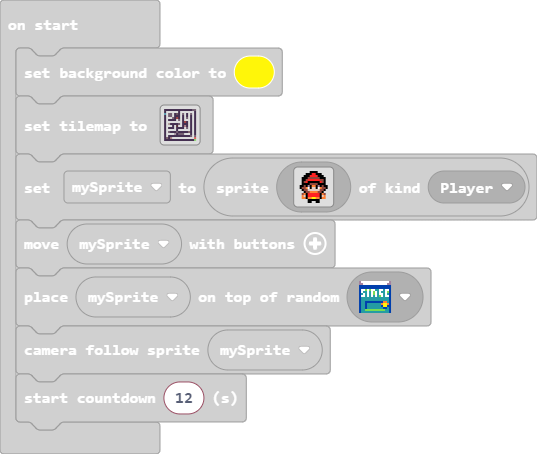 on start
set background color to
set tilemap to
set mySprite to sprite of kind Player
move mySprite with buttons
place mySprite on top of random
camera follow sprite mySprite
start countdown 12 (s)